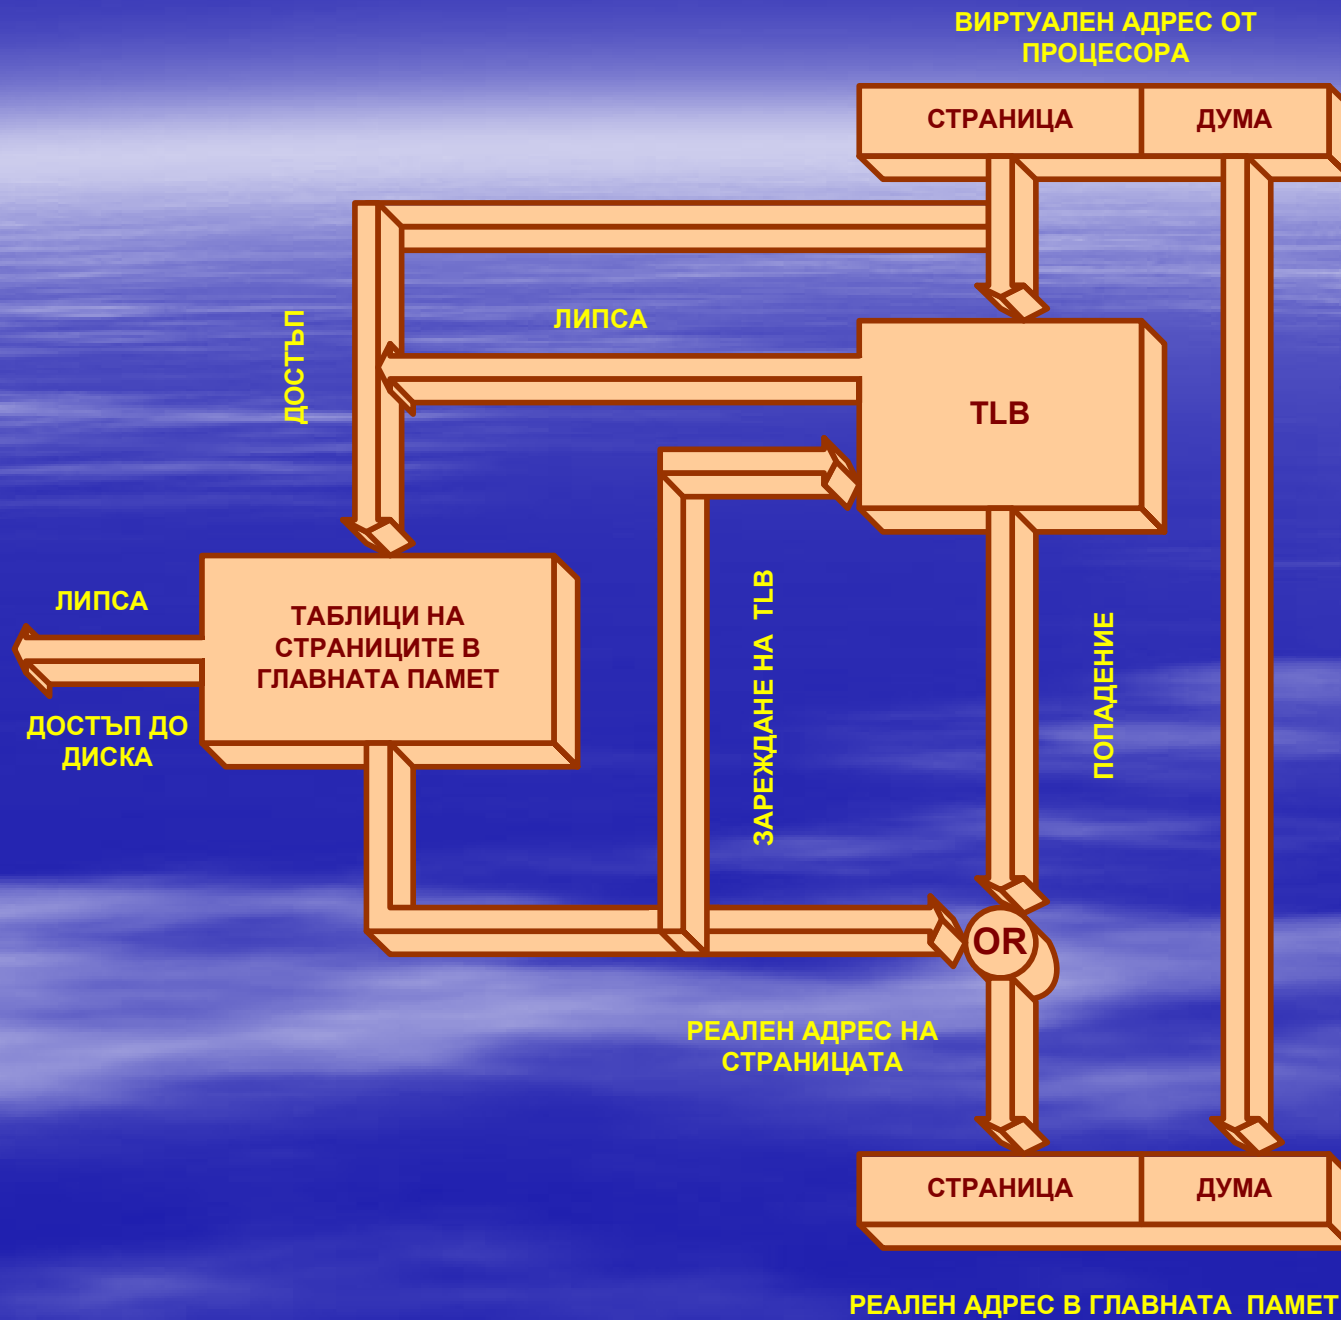 ВИРТУАЛЕН АДРЕС ОТ
ПРОЦЕСОРА
СТРАНИЦА
ДУМА
ЛИПСА
ДОСТЪП
TLB
ЛИПСА
ТАБЛИЦИ НА
СТРАНИЦИТЕ В
ГЛАВНАТА ПАМЕТ
ДОСТЪП ДО
ДИСКА
ЗАРЕЖДАНЕ НА TLB
ПОПАДЕНИЕ
OR
РЕАЛЕН АДРЕС НА
СТРАНИЦАТА
СТРАНИЦА
ДУМА
РЕАЛЕН АДРЕС В ГЛАВНАТА ПАМЕТ